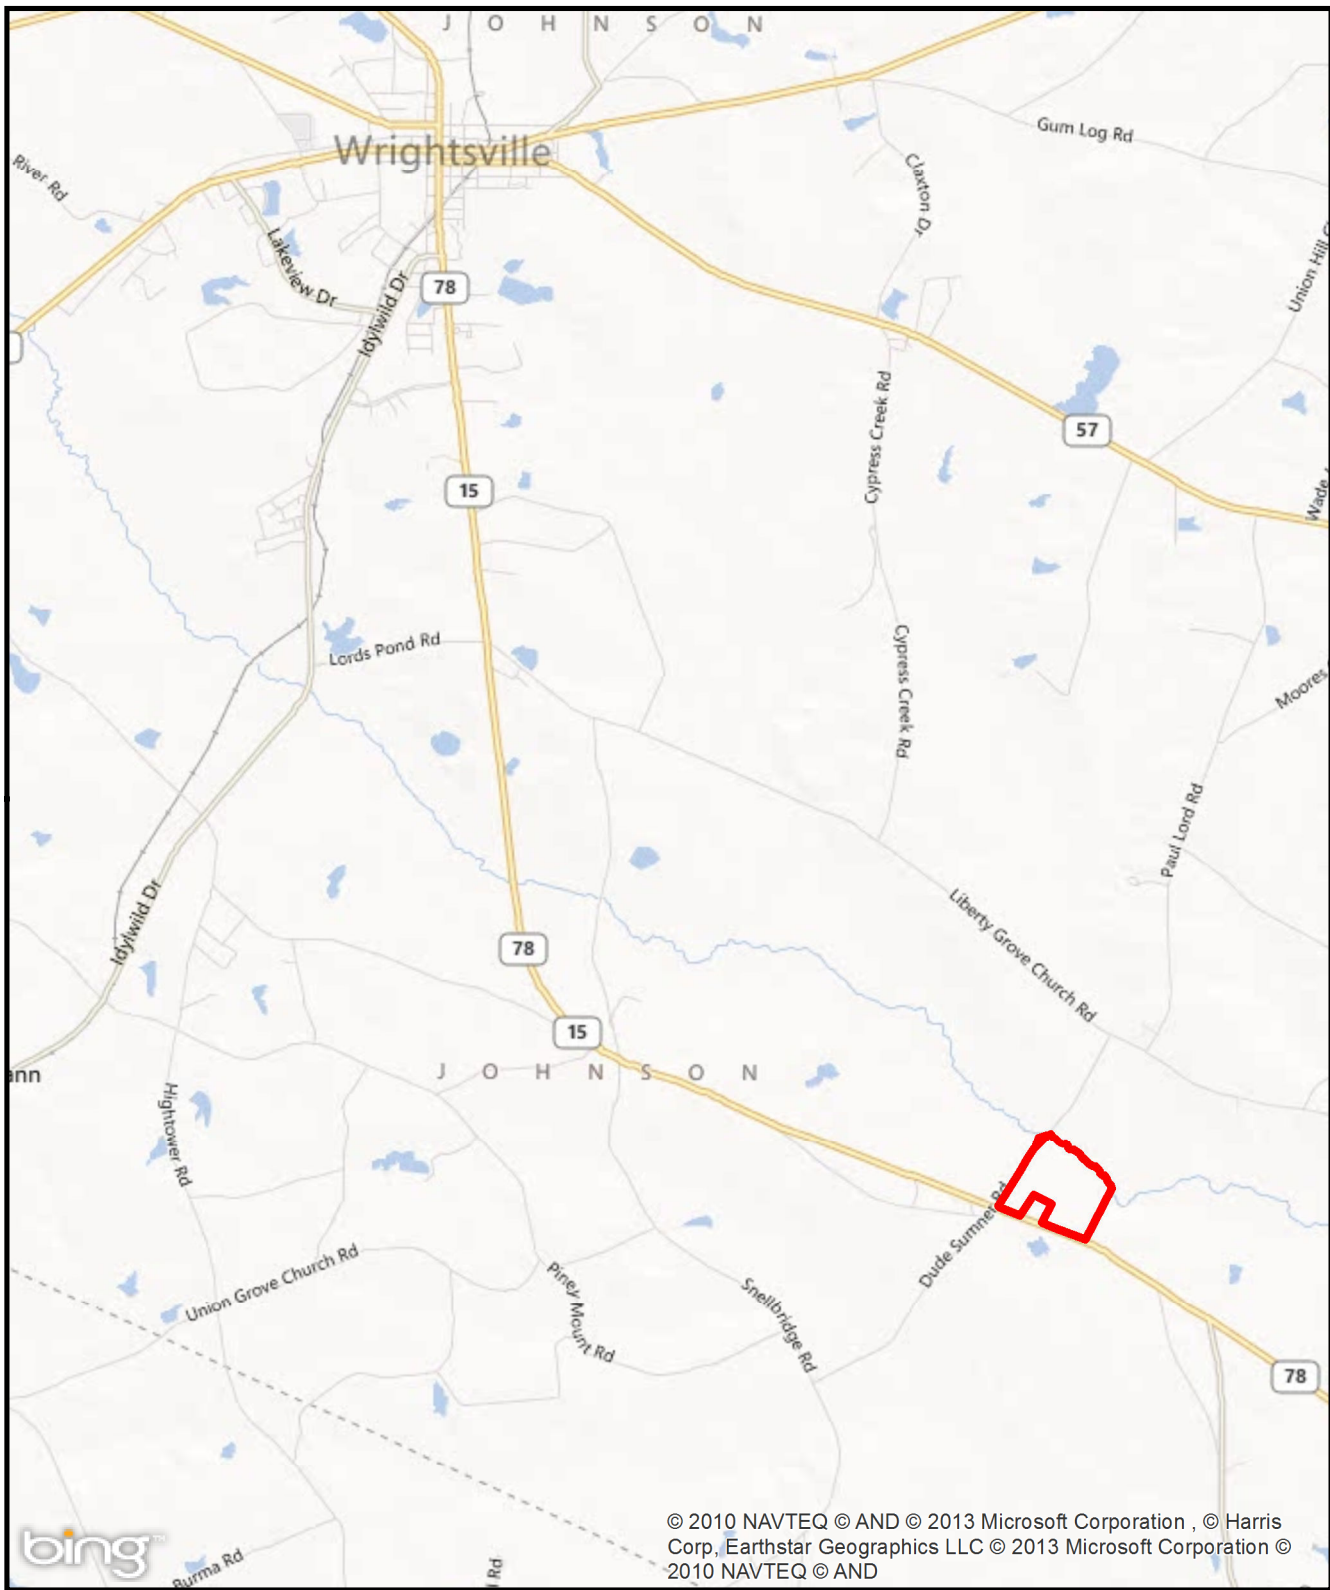 J O H N S O N
Gum Log Rd
Wrightsville
River Rd
Claxton Dr
Lakeview Dr
Union Hill
78
Idylwild Dr
Cypress Creek Rd
57
15
Wade
Lords Pond Rd
Cypress Creek Rd
Moores
Paul Lord Rd
Idylwild Dr
Liberty Grove Church Rd
78
15
J O H N S O N
ann
Hightower Rd
Dude Sumner Rd
Union Grove Church Rd
Piney Mount Rd
Snellbridge Rd
78
© 2010 NAVTEQ © AND © 2013 Microsoft Corporation , © Harris
Corp, Earthstar Geographics LLC © 2013 Microsoft Corporation ©
2010 NAVTEQ © AND
bing™
Burma Rd
Rd